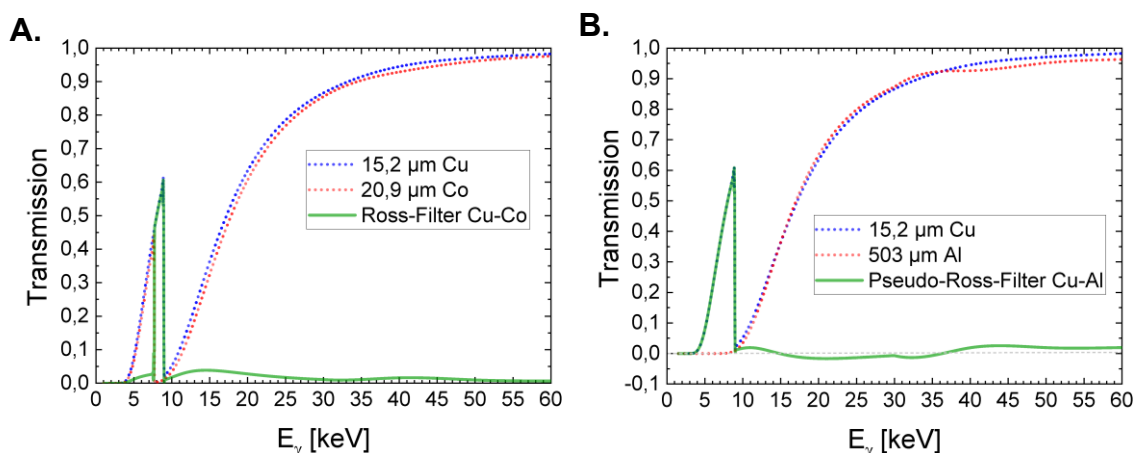 A.
1,0
0,9
0,8
0,7
0,6
0,5
0,4
0,3
0,2
0,1
0,0
Transmission
15,2 µm Cu
20,9 µm Co
Ross-Filter Cu-Co
0 5 10 15 20 25 30 35 40 45 50 55 60
Eγ [keV]
B.
1,0
0,9
0,8
0,7
0,6
0,5
0,4
0,3
0,2
0,1
0,0
-0,1
Transmission
15,2 µm Cu
503 µm Al
Pseudo-Ross-Filter Cu-Al
0 5 10 15 20 25 30 35 40 45 50 55 60
Eγ [keV]